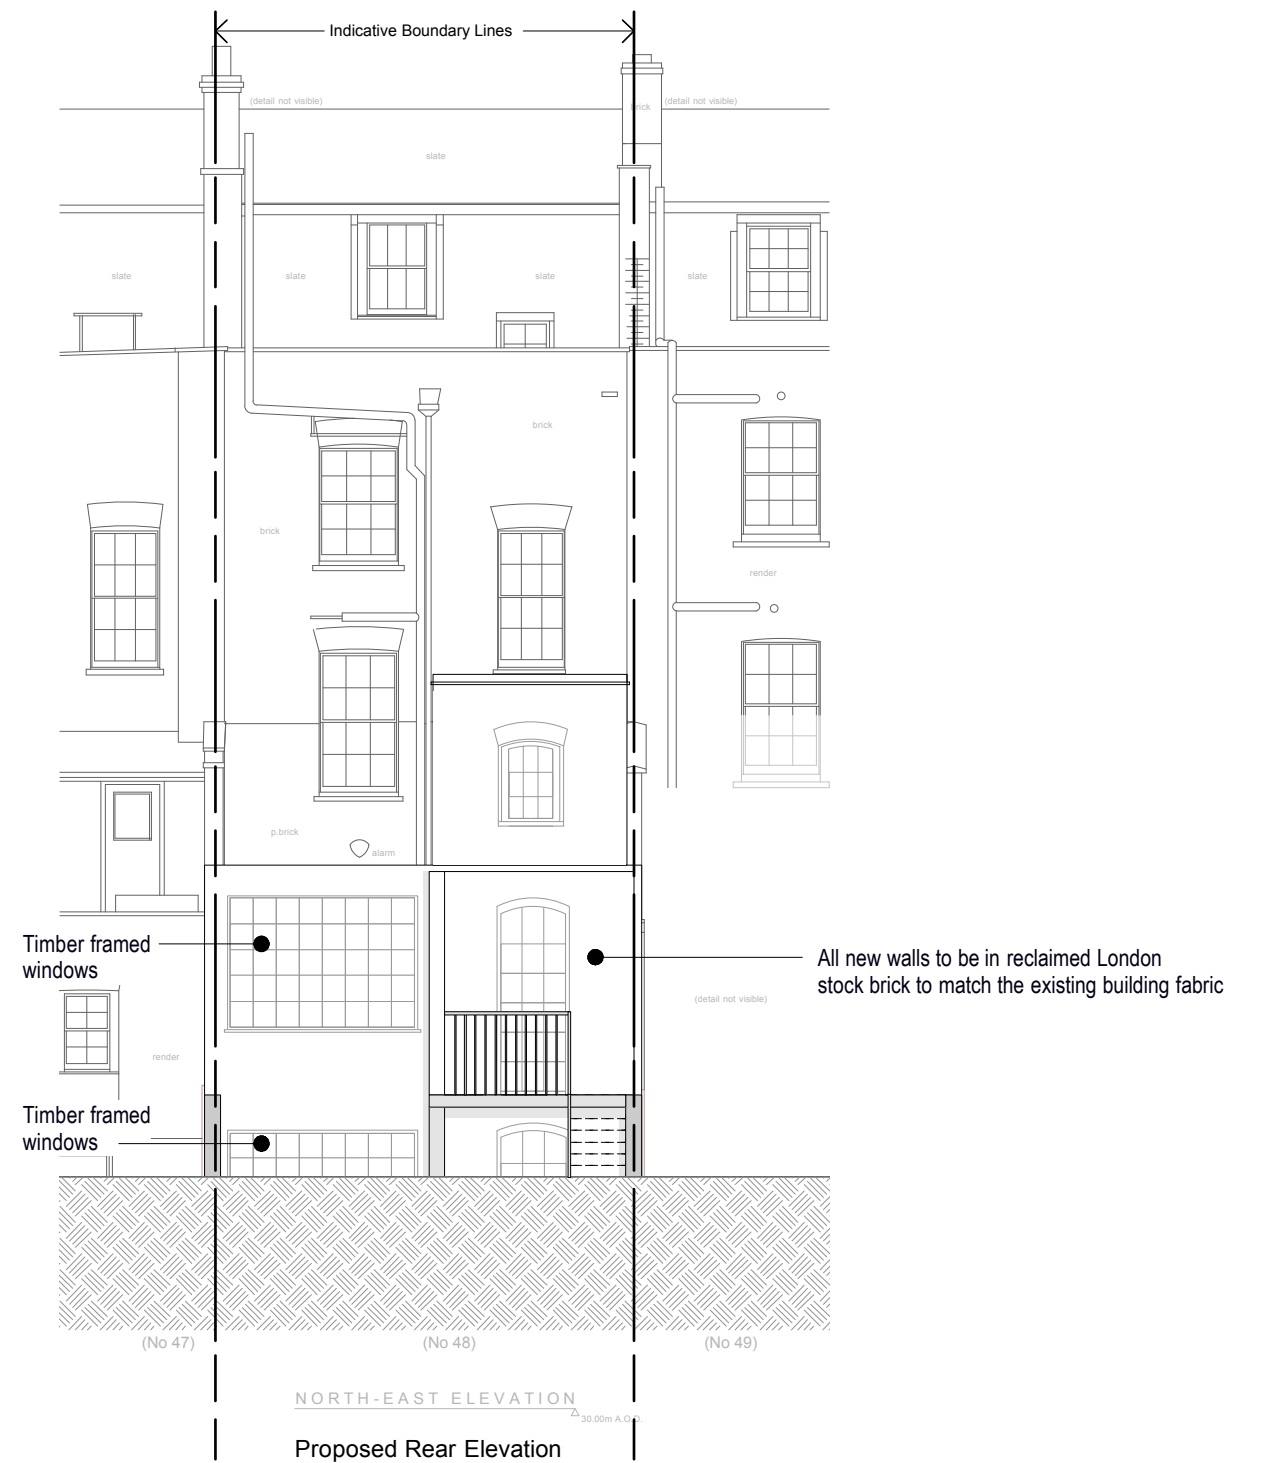 Indicative Boundary Lines
(detail not visible)
brick
(detail not visible)
slate
slate
slate
slate
slate
brick
brick
render
p.brick
alarm
Timber framed
windows
All new walls to be in reclaimed London
stock brick to match the existing building fabric
(detail not visible)
render
Timber framed
windows
(No 47)
(No 48)
(No 49)
NORTH-EAST ELEVATION
30.00m A.O.D.
Proposed Rear Elevation